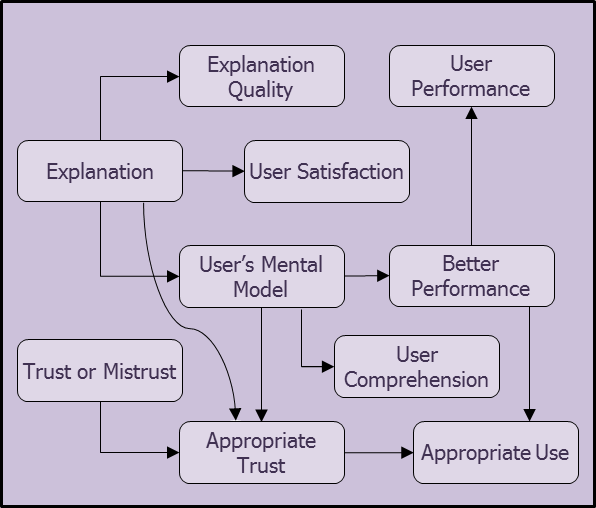 Explanation
Quality
User
Performance
Explanation
User Satisfaction
User's Mental
Model
Better
Performance
User
Comprehension
Trust or Mistrust
Appropriate
Trust
Appropriate Use